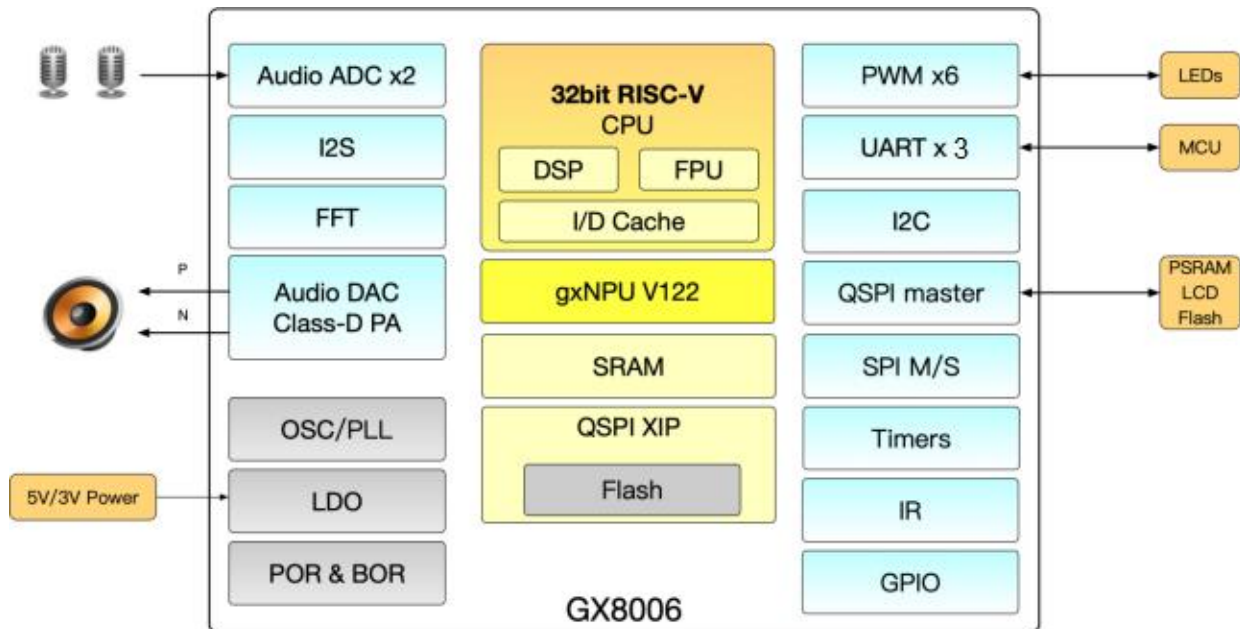 Audio ADC x2
I2S
FFT
P
N
Audio DAC
Class-D PA
OSC/PLL
5V/3V Power
LDO
POR & BOR
32bit RISC-V
CPU
DSP
FPU
I/D Cache
gxNPU V122
SRAM
QSPI XIP
Flash
PWM x6
LEDs
UART x 3
MCU
I2C
QSPI master
PSRAM
LCD
Flash
SPI M/S
Timers
IR
GPIO
GX8006